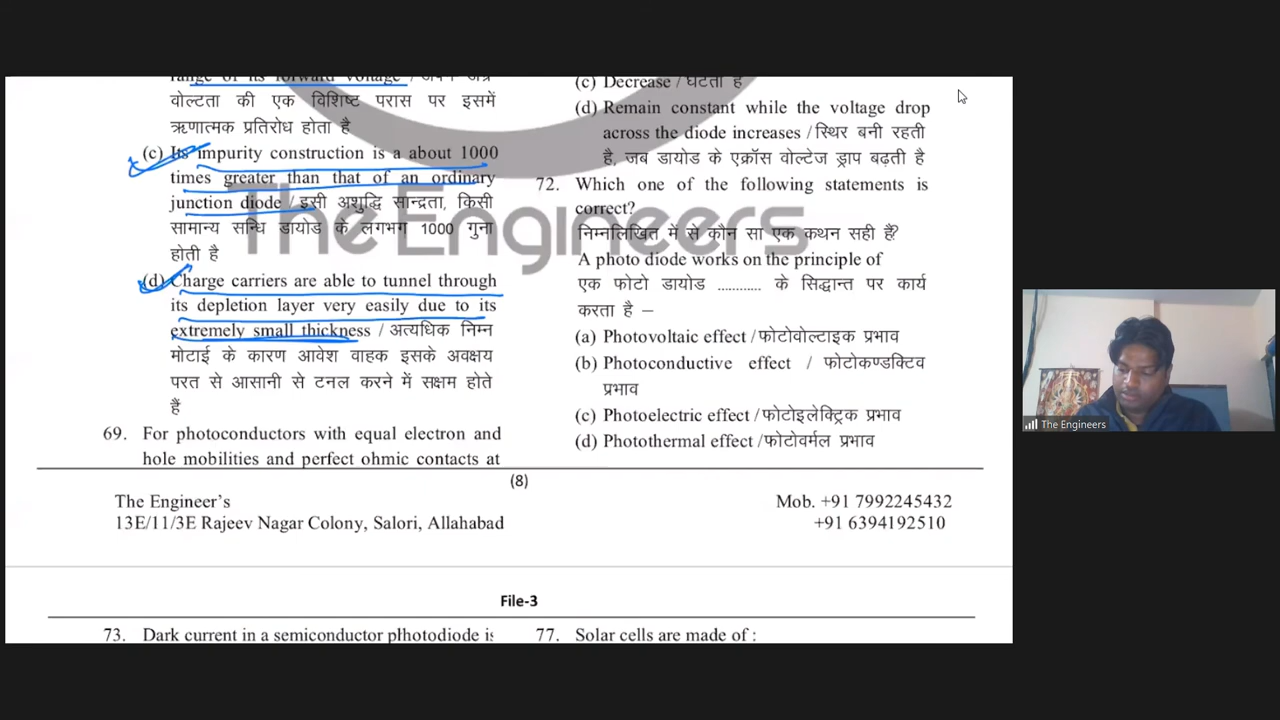 range of its forward voltage / अपने अग्र
वोल्टता की एक विशिष्ट परास पर इसमें
ऋणात्मक प्रतिरोध होता है
(c) Its impurity construction is a about 1000
times greater than that of an ordinary
junction diode / इसी अशुद्धि सान्द्रता, किसी
सामान्य सन्धि डायोड के लगभग 1000 गुना
होती है
(d) Charge carriers are able to tunnel through
its depletion layer very easily due to its
extremely small thickness / अत्यधिक निम्न
मोटाई के कारण आवेश वाहक इसके अवक्षय
परत से आसानी से टनल करने में सक्षम होते
हैं
69. For photoconductors with equal electron and
hole mobilities and perfect ohmic contacts at
(c) Decrease / घटती है
(d) Remain constant while the voltage drop
across the diode increases / स्थिर बनी रहती
है, जब डायोड के एक्रॉस वोल्टेज ड्राप बढ़ती है
72. Which one of the following statements is
correct?
निम्नलिखित में से कौन सा एक कथन सही हैं?
A photo diode works on the principle of
एक फोटो डायोड ............ के सिद्धान्त पर कार्य
करता है –
(a) Photovoltaic effect / फोटोवोल्टाइक प्रभाव
(b) Photoconductive effect / फोटोकण्डक्टिव
प्रभाव
(c) Photoelectric effect / फोटोइलेक्ट्रिक प्रभाव
(d) Photothermal effect / फोटोथर्मल प्रभाव
The Engineers
(8)
The Engineer's
13E/11/3E Rajeev Nagar Colony, Salori, Allahabad
Mob. +91 7992245432
+91 6394192510
File-3
73. Dark current in a semiconductor photodiode is
77. Solar cells are made of :
The Engineers